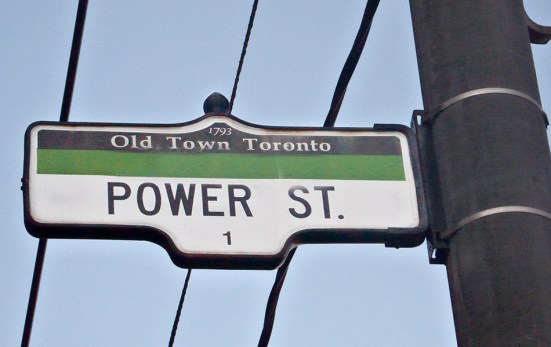 1793
Old Town Toronto
POWER ST.
1